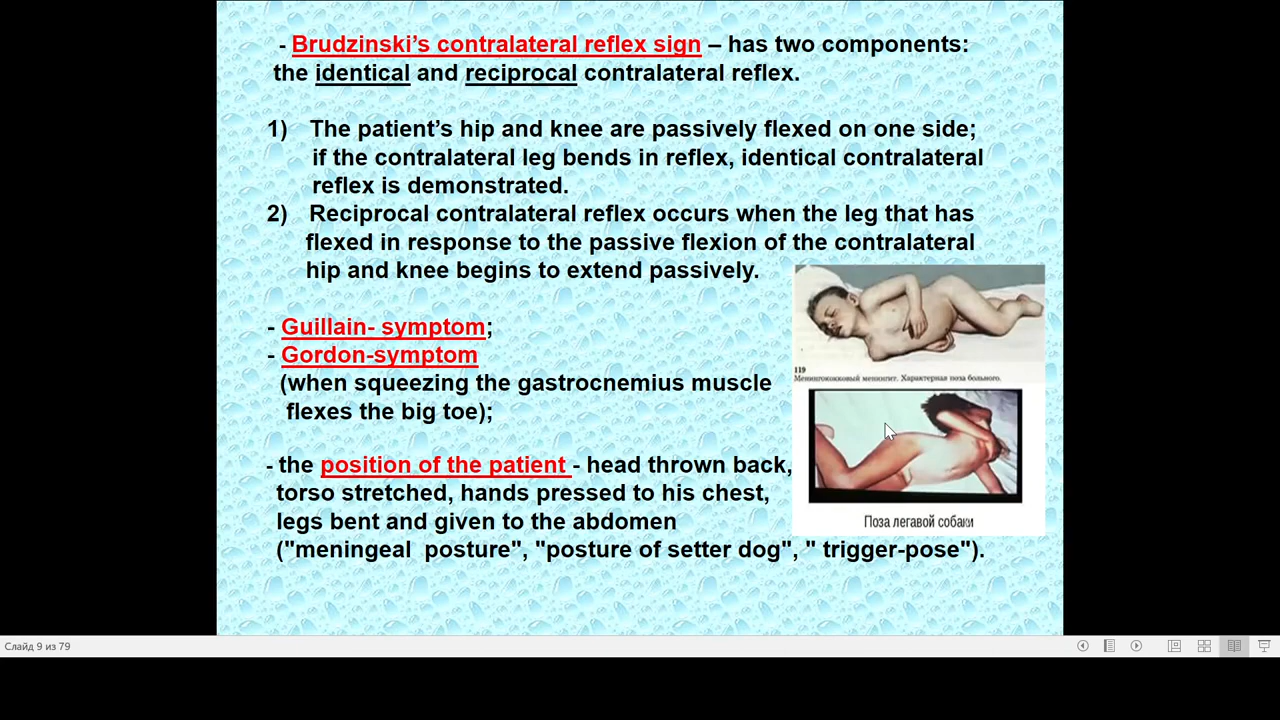 - Brudzinski’s contralateral reflex sign – has two components:
the identical and reciprocal contralateral reflex.
1) The patient’s hip and knee are passively flexed on one side;
if the contralateral leg bends in reflex, identical contralateral
reflex is demonstrated.
2) Reciprocal contralateral reflex occurs when the leg that has
flexed in response to the passive flexion of the contralateral
hip and knee begins to extend passively.
- Guillain- symptom;
- Gordon-symptom
(when squeezing the gastrocnemius muscle
flexes the big toe);
- the position of the patient - head thrown back,
torso stretched, hands pressed to his chest,
legs bent and given to the abdomen
("meningeal posture", "posture of setter dog", " trigger-pose").
119
Менингококковый менингит. Характерная поза больного.
Поза легавой собаки
Слайд 9 из 79